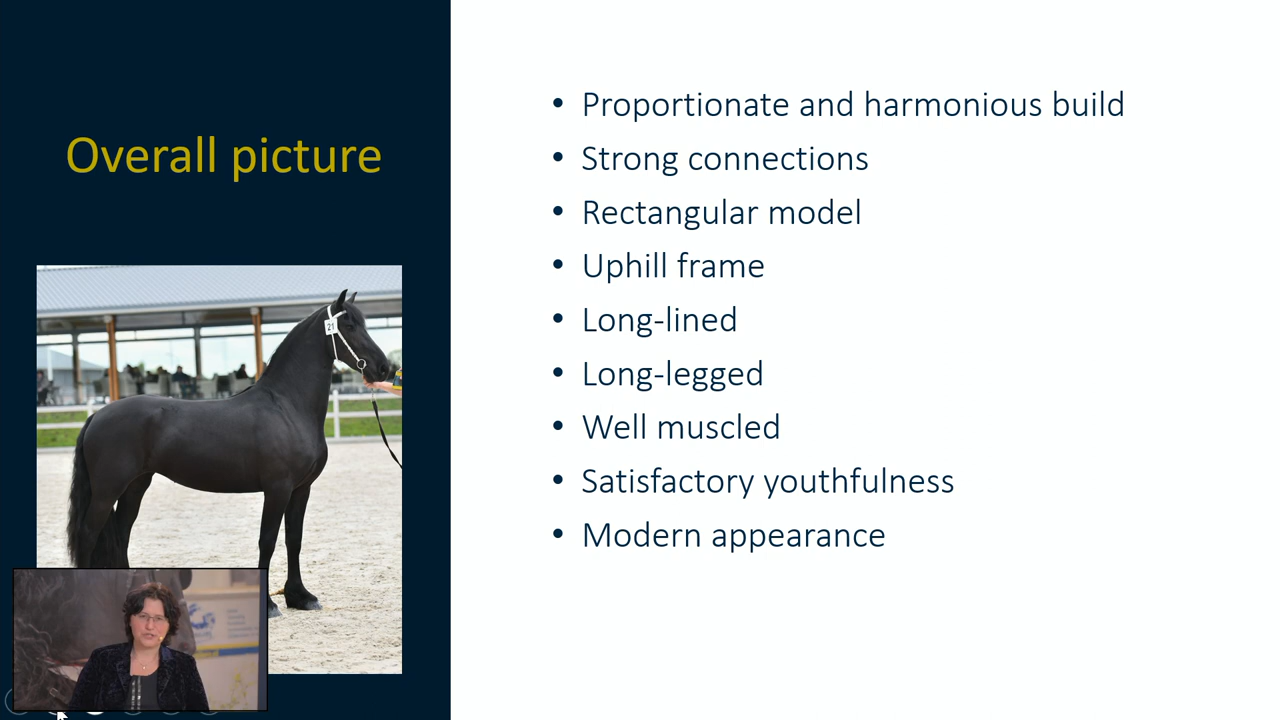 Overall picture
21
• Proportionate and harmonious build
• Strong connections
• Rectangular model
• Uphill frame
• Long-lined
• Long-legged
• Well muscled
• Satisfactory youthfulness
• Modern appearance